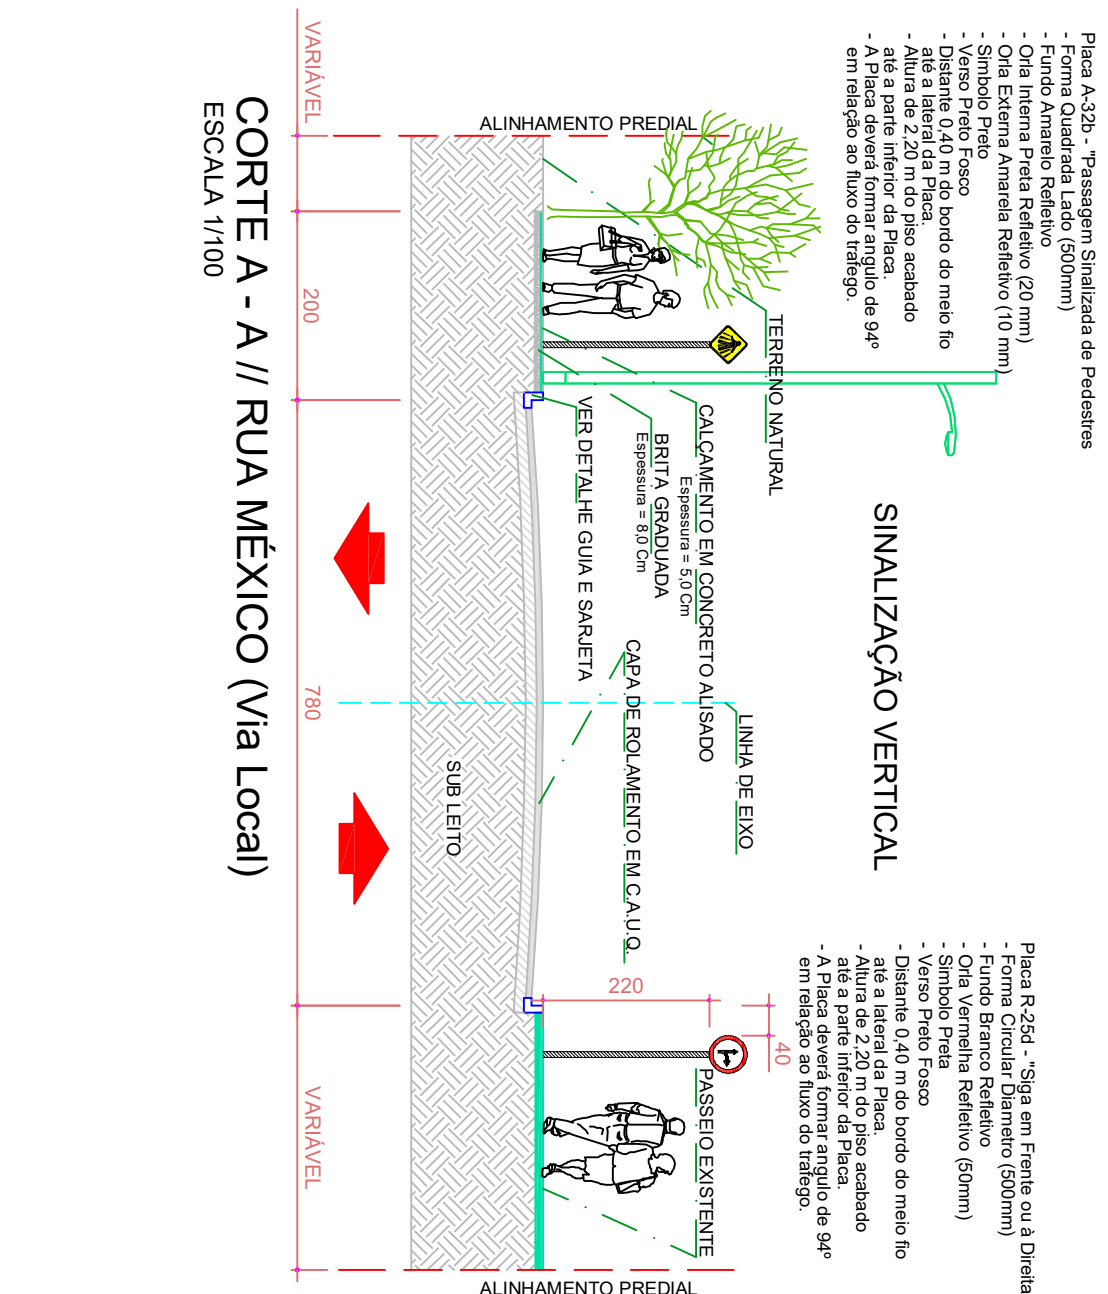 Placa A-32b - "Passagem Sinalizada de Pedestres
- Forma Quadrada Lado (500mm)
- Fundo Amarelo Refletivo
- Orla Interna Preta Refletivo (20 mm)
- Orla Externa Amarela Refletivo (10 mm)
- Simbolo Preto
- Verso Preto Fosco
- Distante 0,40 m do bordo do meio fio
até a lateral da Placa.
- Altura de 2,20 m do piso acabado
até a parte inferior da Placa.
- A Placa deverá formar angulo de 94º
em relação ao fluxo do trafego.
SINALIZAÇÃO VERTICAL
Placa R-25d - "Siga em Frente ou à Direita
- Forma Circular Diametro (500mm)
- Fundo Branco Refletivo
- Orla Vermelha Refletivo (50mm)
- Simbolo Preta
- Verso Preto Fosco
- Distante 0,40 m do bordo do meio fio
até a lateral da Placa.
- Altura de 2,20 m do piso acabado
até a parte inferior da Placa.
- A Placa deverá formar angulo de 94º
em relação ao fluxo do trafego.
TERRENO NATURAL
CALÇAMENTO EM CONCRETO ALISADO
Espessura = 5,0 Cm
BRITA GRADUADA
Espessura = 8,0 Cm
VER DETALHE GUIA E SARJETA
LINHA DE EIXO
CAPA DE ROLAMENTO EM C.A.U.Q.
40
220
PASSEIO EXISTENTE
ALINHAMENTO PREDIAL
ALINHAMENTO PREDIAL
SUB LEITO
VARIÁVEL
200
780
VARIÁVEL
CORTE A - A // RUA MÉXICO (Via Local)
ESCALA 1/100